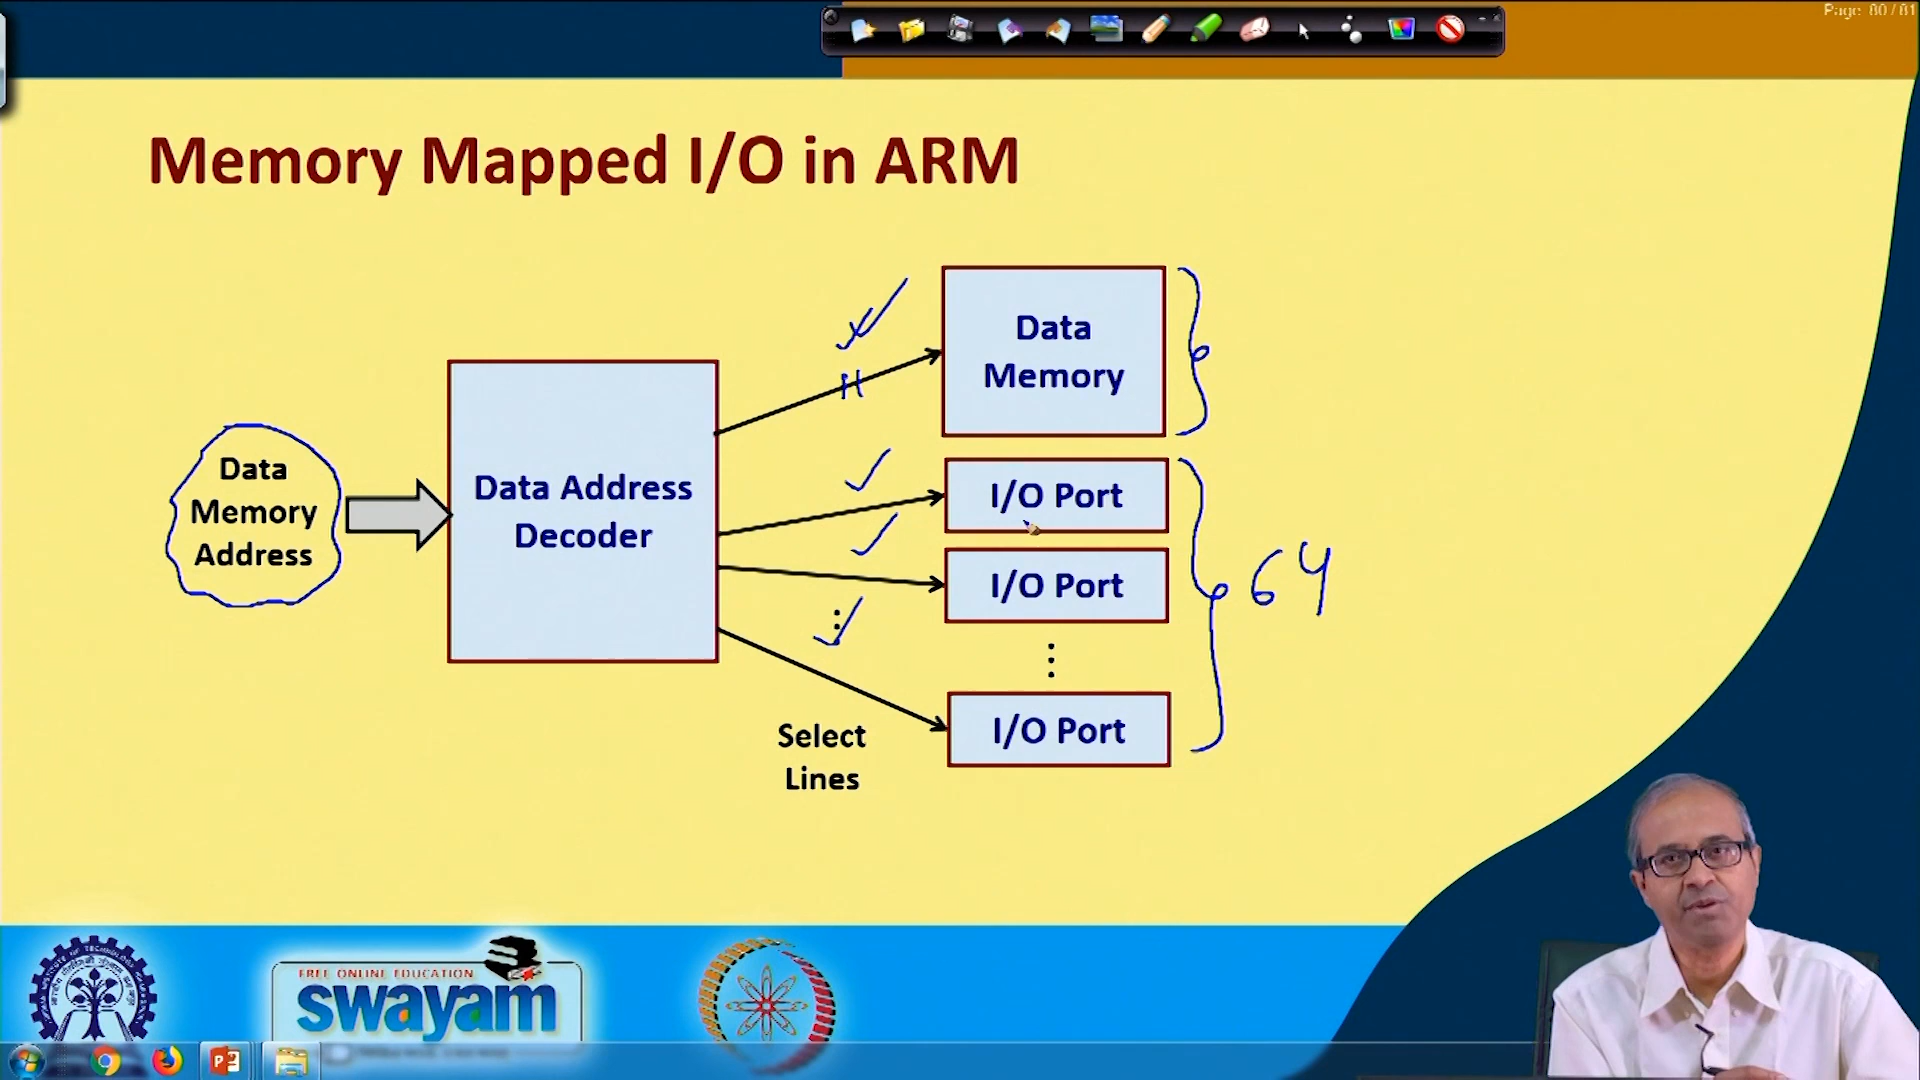 Page: 80 / 81
Memory Mapped I/O in ARM
Data
Memory
Address
Data Address
Decoder
Data
Memory
I/O Port
I/O Port
I/O Port
64
Select
Lines
FREE ONLINE EDUCATION
swayam